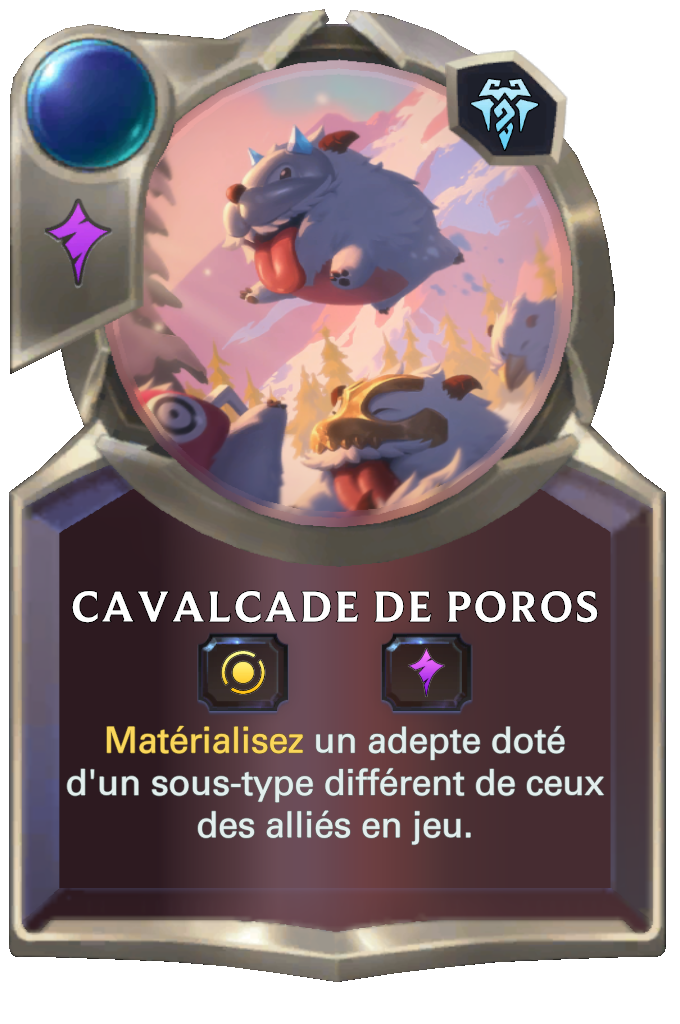 CAVALCADE DE POROS
Matérialisez un adepte doté
d'un sous-type différent de ceux
des alliés en jeu.